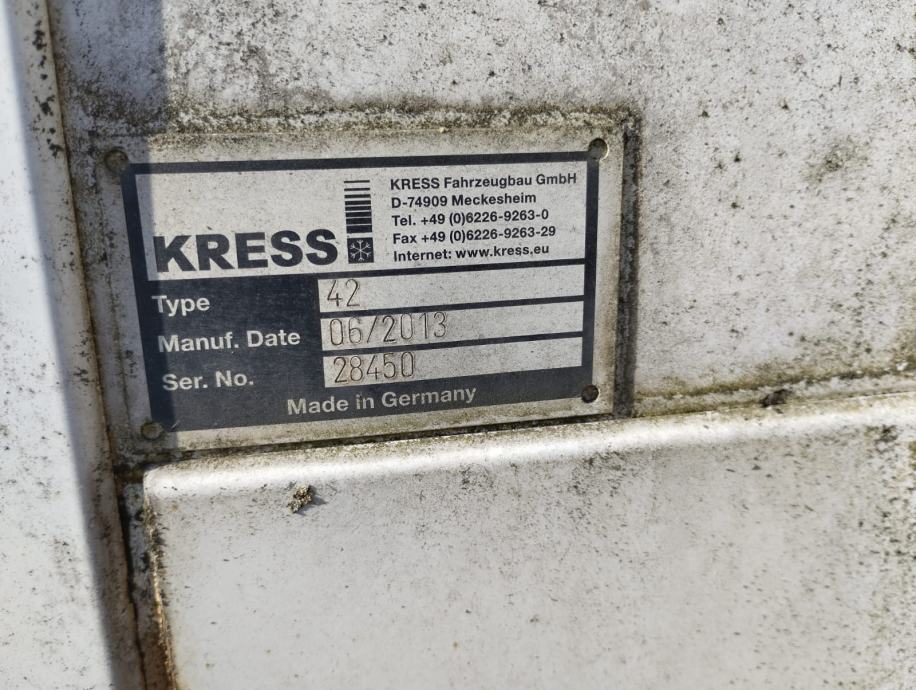 KRESS
KRESS Fahrzeugbau GmbH
D-74909 Meckesheim
Tel. +49 (0)6226-9263-0
Fax +49 (0)6226-9263-29
Internet: www.kress.eu
Type 42
Manuf. Date 06/2013
Ser. No. 28450
Made in Germany